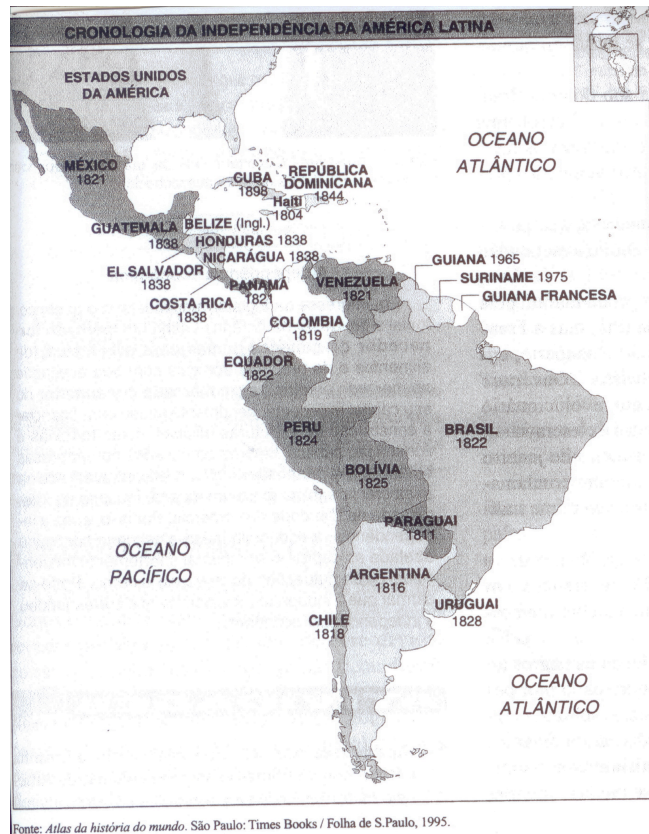 CRONOLOGIA DA INDEPENDÊNCIA DA AMÉRICA LATINA
ESTADOS UNIDOS
DA AMÉRICA
OCEANO
ATLÂNTICO
MÉXICO
1821
CUBA
1898
REPÚBLICA
DOMINICANA
1844
Haiti
1804
GUATEMALA
1838
BELIZE (Ingl.)
HONDURAS 1838
NICARÁGUA 1838
EL SALVADOR
1838
COSTA RICA
1838
PANAMÁ
1821
VENEZUELA
1821
GUIANA 1965
SURINAME 1975
GUIANA FRANCESA
COLÔMBIA
1819
EQUADOR
1822
PERU
1824
BRASIL
1822
BOLÍVIA
1825
PARAGUAI
1811
OCEANO
PACÍFICO
ARGENTINA
1816
CHILE
1818
URUGUAI
1828
OCEANO
ATLÂNTICO
Fonte: Atlas da história do mundo. São Paulo: Times Books / Folha de S.Paulo, 1995.